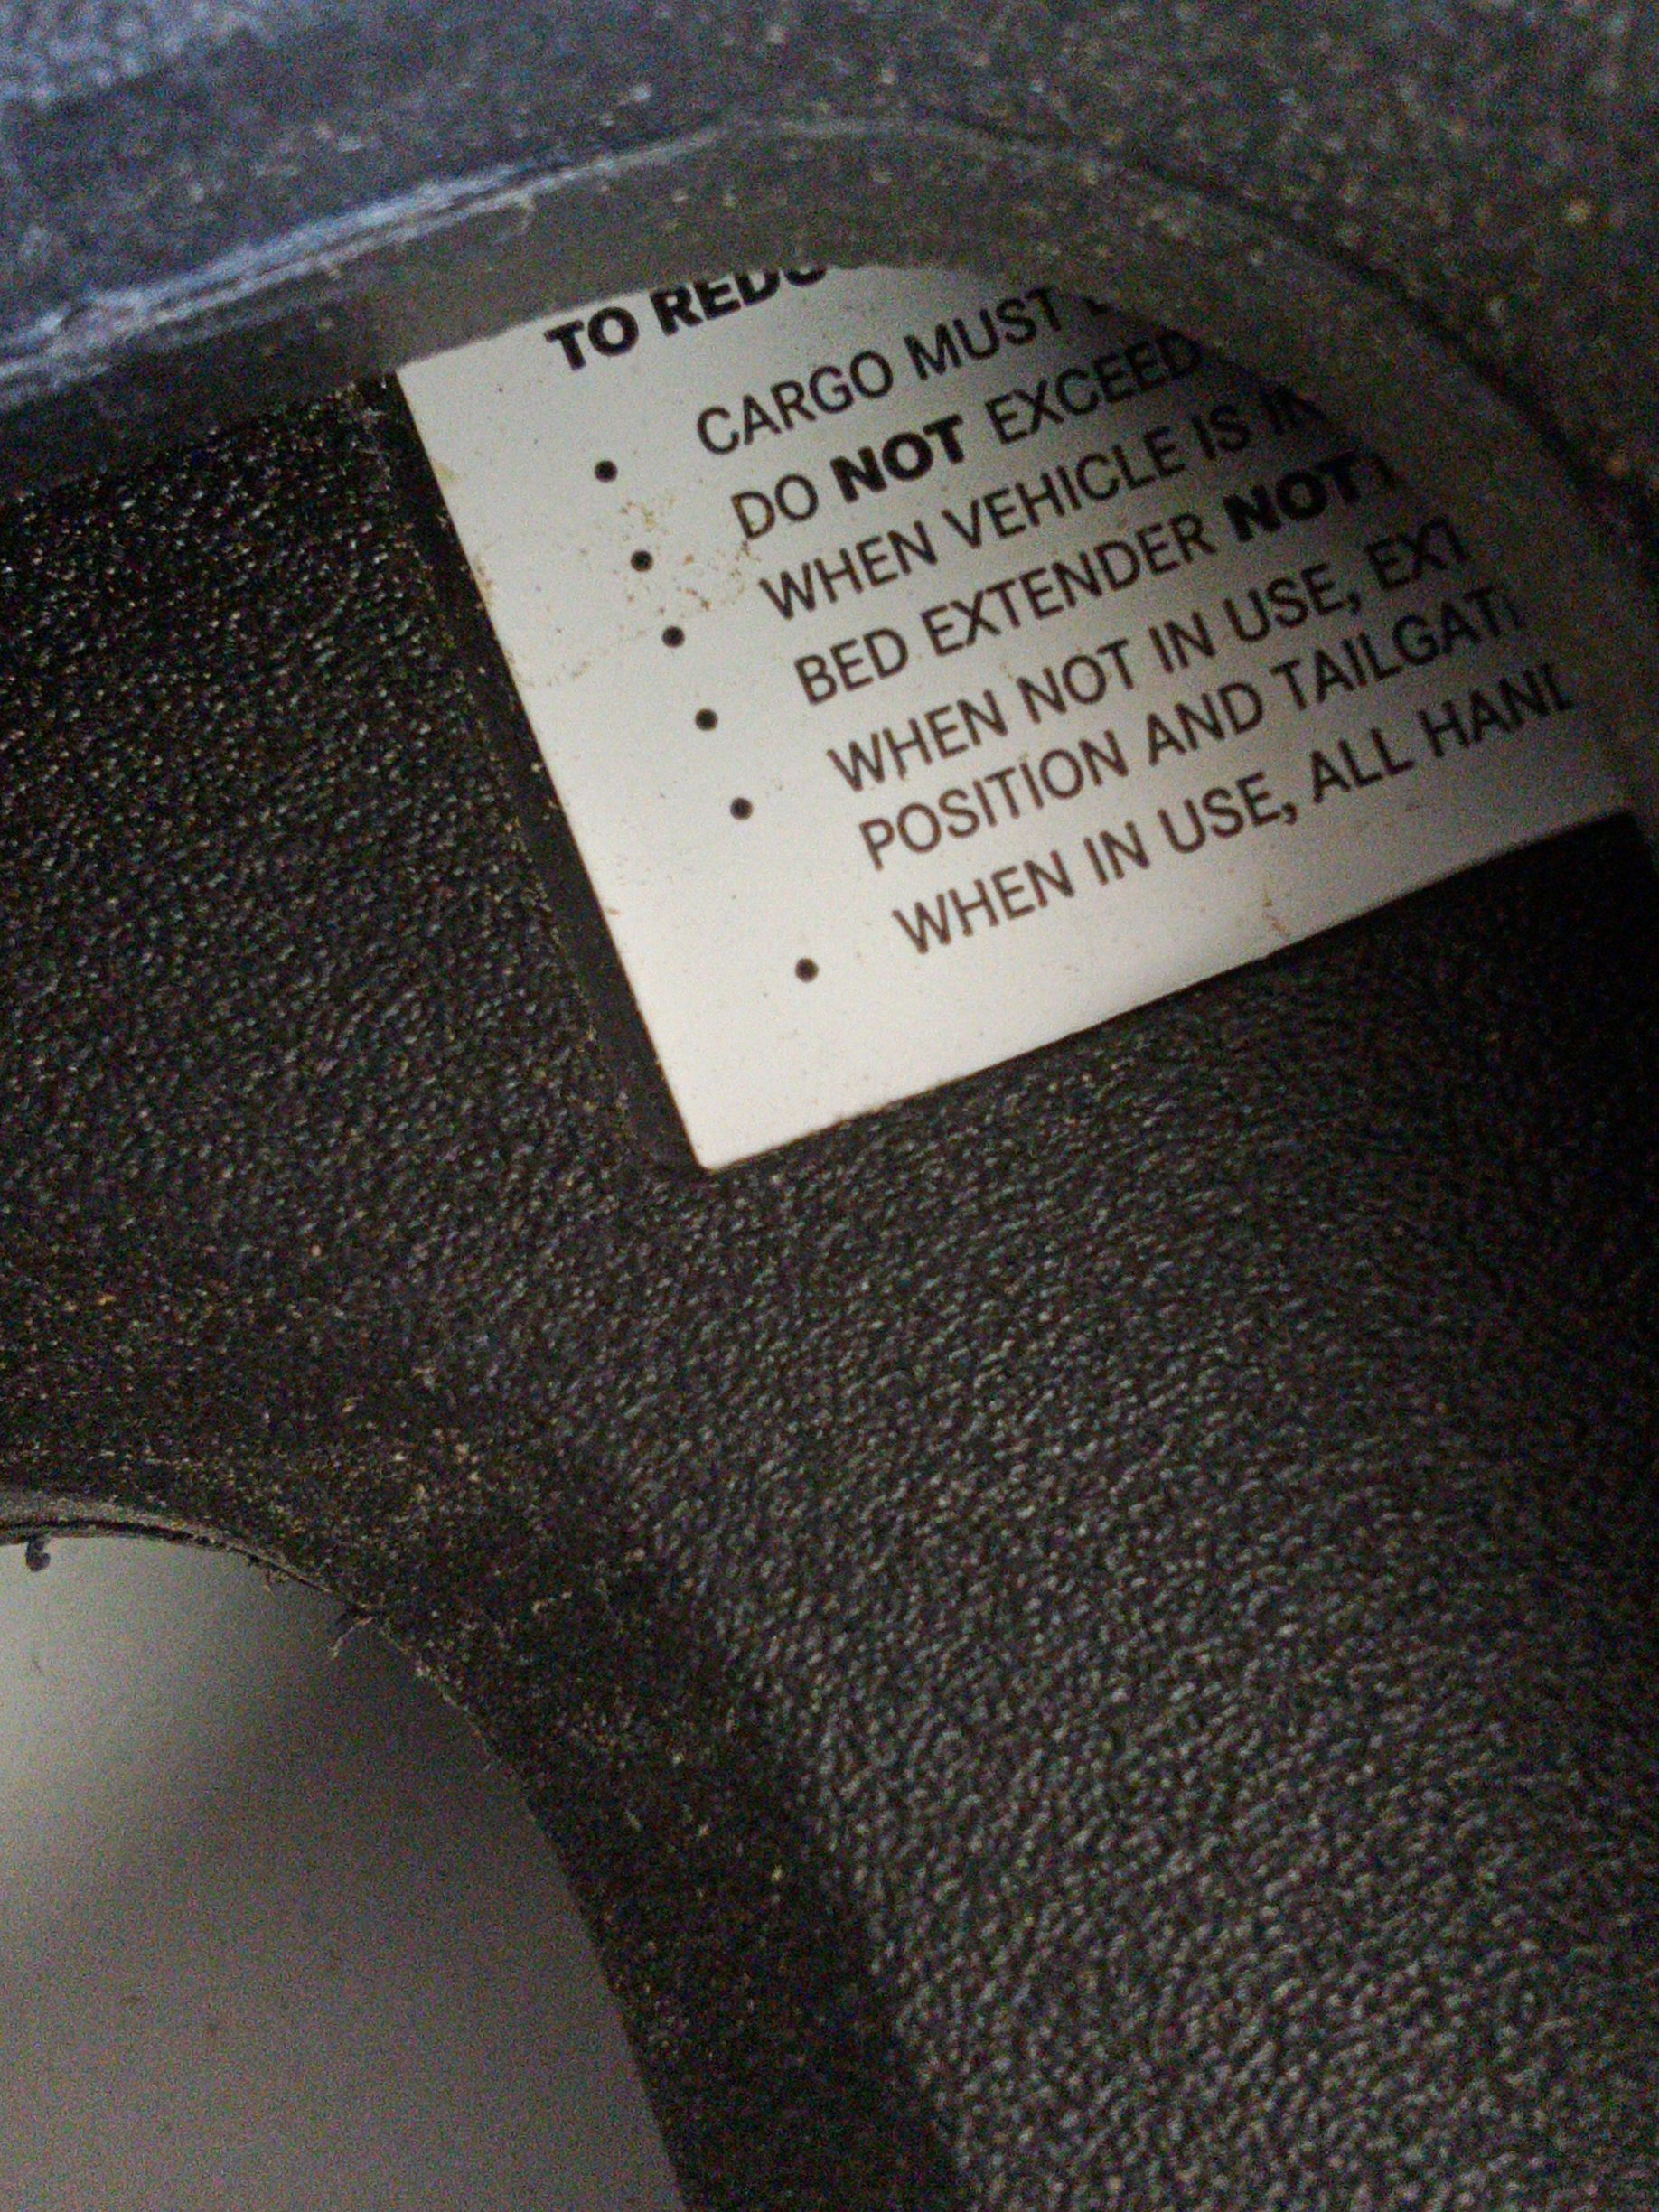 TO
• CARGO MUST
• DO NOT EXCEED
• WHEN VEHICLE IS
• BED EXTENDER NOT
• WHEN NOT IN USE,
POSITION AND
• WHEN IN USE, ALL